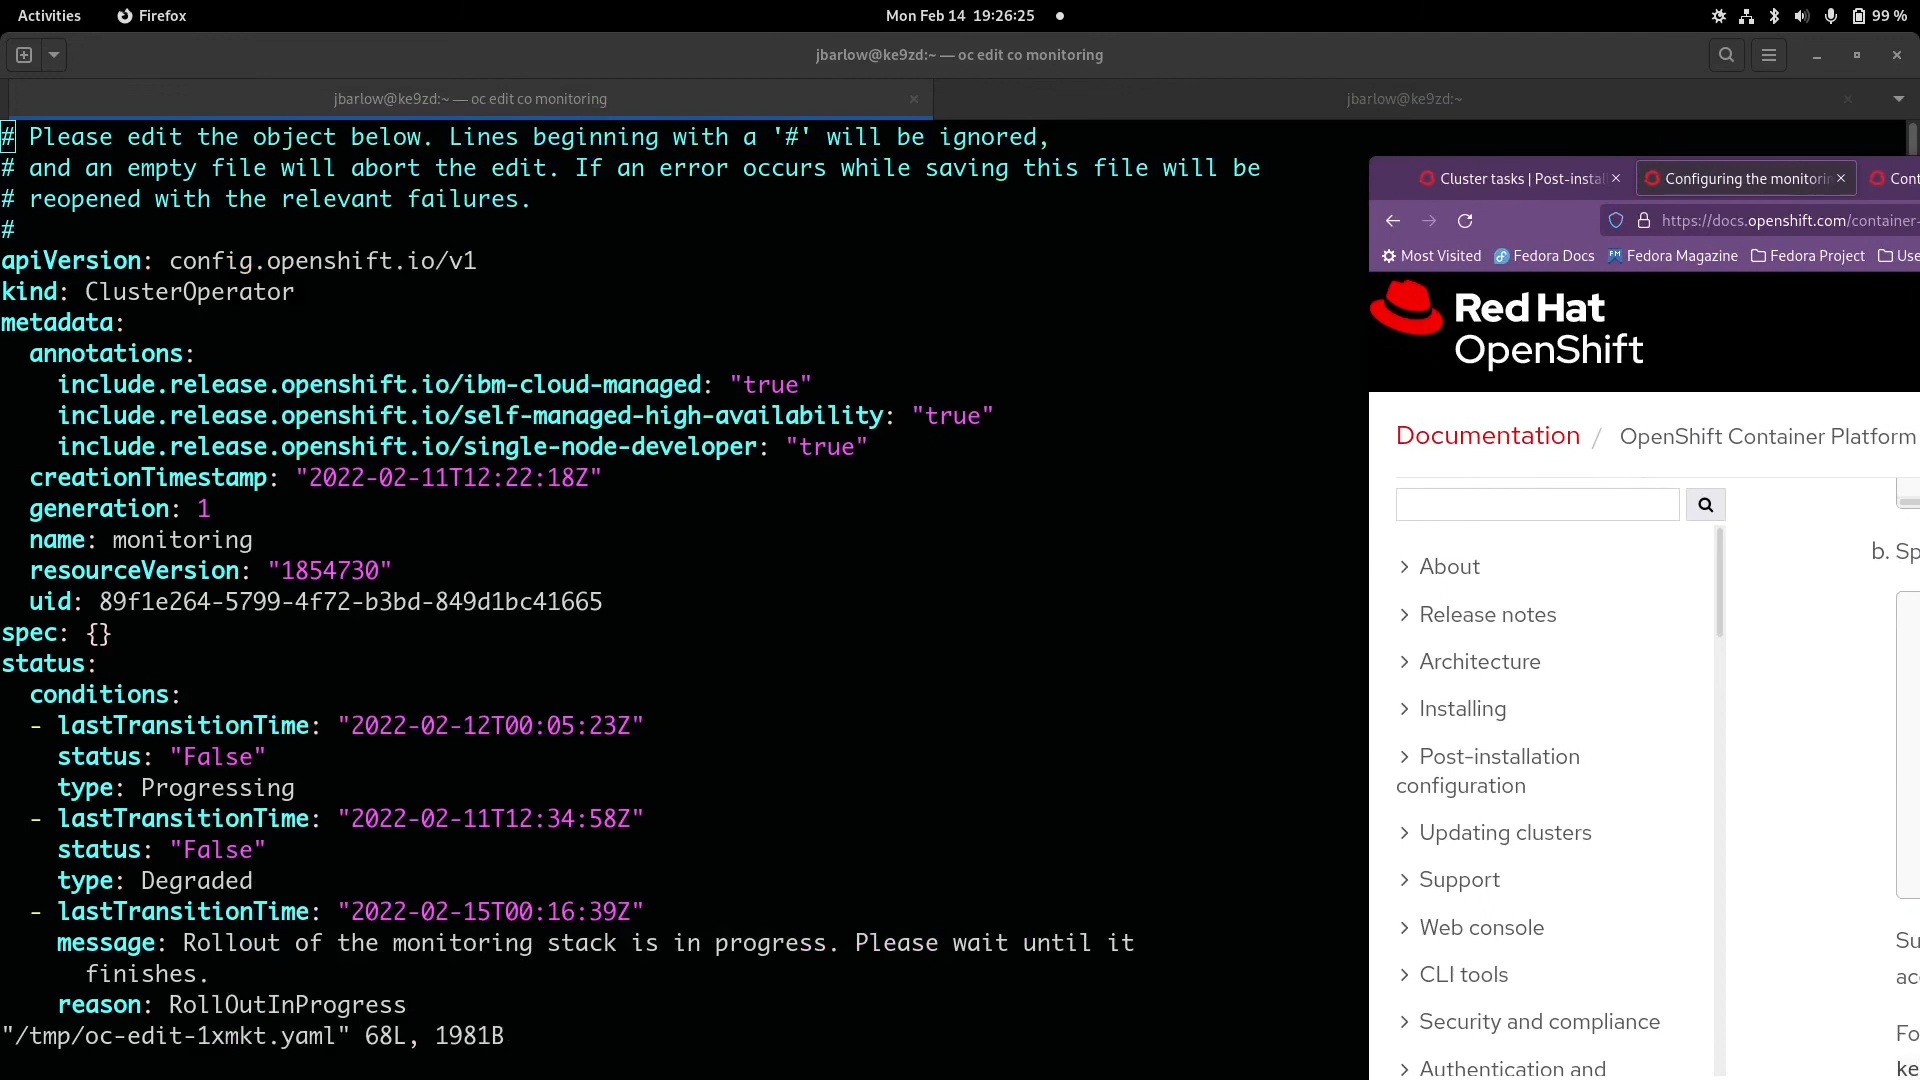 Activities Firefox Mon Feb 14 19:26:25 99 %
jbarlow@ke9zd:~ — oc edit co monitoring
jbarlow@ke9zd:~ — oc edit co monitoring × jbarlow@ke9zd:~ ×
# Please edit the object below. Lines beginning with a '#' will be ignored,
# and an empty file will abort the edit. If an error occurs while saving this file will be
# reopened with the relevant failures.
#
apiVersion: config.openshift.io/v1
kind: ClusterOperator
metadata:
  annotations:
    include.release.openshift.io/ibm-cloud-managed: "true"
    include.release.openshift.io/self-managed-high-availability: "true"
    include.release.openshift.io/single-node-developer: "true"
  creationTimestamp: "2022-02-11T12:22:18Z"
  generation: 1
  name: monitoring
  resourceVersion: "1854730"
  uid: 89f1e264-5799-4f72-b3bd-849d1bc41665
spec: {}
status:
  conditions:
  - lastTransitionTime: "2022-02-12T00:05:23Z"
    status: "False"
    type: Progressing
  - lastTransitionTime: "2022-02-11T12:34:58Z"
    status: "False"
    type: Degraded
  - lastTransitionTime: "2022-02-15T00:16:39Z"
    message: Rollout of the monitoring stack is in progress. Please wait until it
      finishes.
    reason: RollOutInProgress
"/tmp/oc-edit-1xmkt.yaml" 68L, 1981B
Cluster tasks | Post-instal × Configuring the monitorin × Cont
https://docs.openshift.com/container-
Most Visited Fedora Docs Fedora Magazine Fedora Project Use
Red Hat
OpenShift
Documentation / OpenShift Container Platform
b. Sp
> About
> Release notes
> Architecture
> Installing
> Post-installation
configuration
> Updating clusters
> Support
> Web console
> CLI tools
> Security and compliance
> Authentication and
Su
acc
Fo
ke